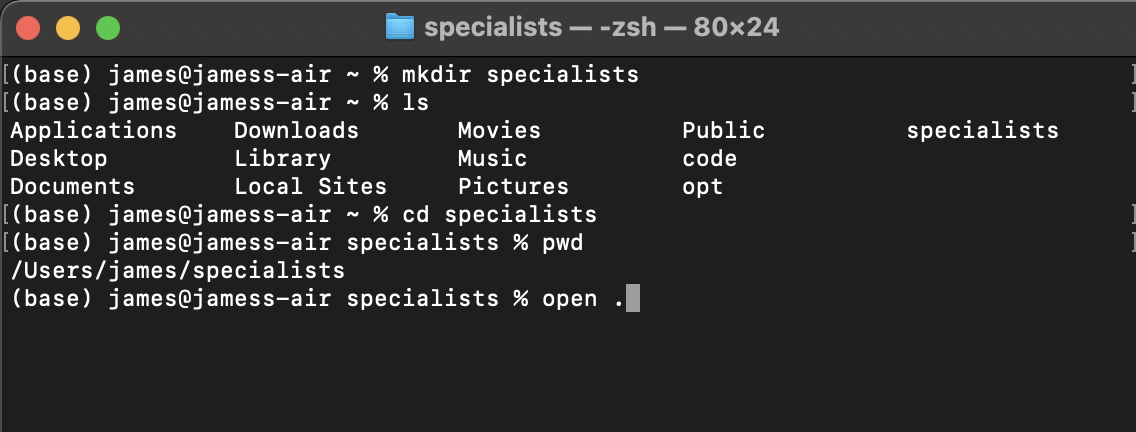 specialists — -zsh — 80×24
[(base) james@jamess-air ~ % mkdir specialists ]
[(base) james@jamess-air ~ % ls ]
Applications Downloads Movies Public specialists
Desktop Library Music code
Documents Local Sites Pictures opt
[(base) james@jamess-air ~ % cd specialists ]
[(base) james@jamess-air specialists % pwd ]
/Users/james/specialists
(base) james@jamess-air specialists % open .